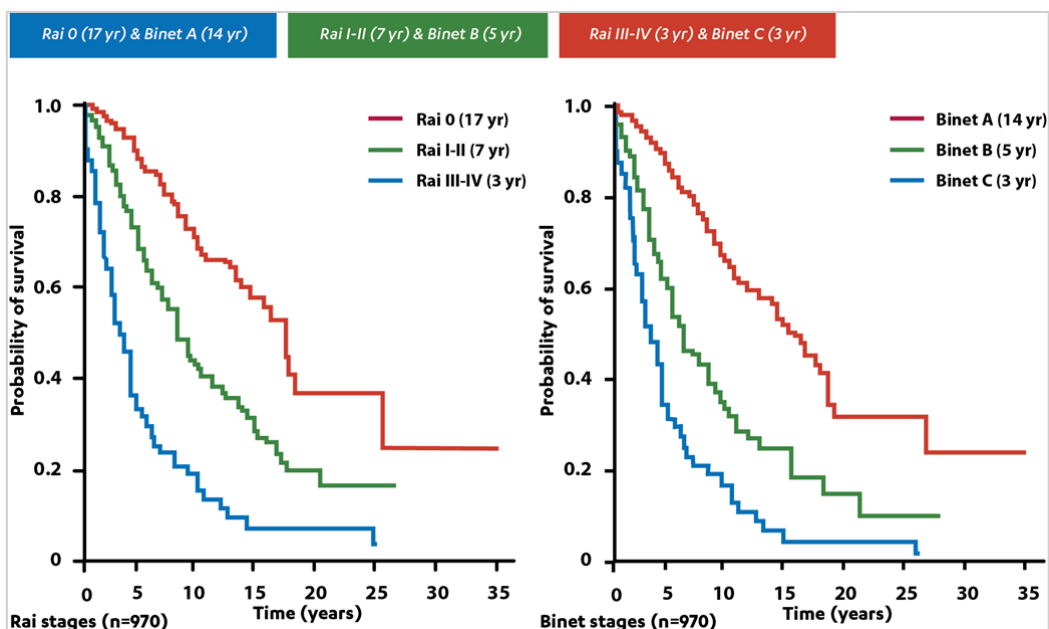 Rai 0 (17 yr) & Binet A (14 yr)
Rai I-II (7 yr) & Binet B (5 yr)
Rai III-IV (3 yr) & Binet C (3 yr)
Probability of survival
1.0
0.8
0.6
0.4
0.2
0
Rai 0 (17 yr)
Rai I-II (7 yr)
Rai III-IV (3 yr)
0 5 10 15 20 25 30 35
Time (years)
Rai stages (n=970)
Probability of survival
1.0
0.8
0.6
0.4
0.2
0
Binet A (14 yr)
Binet B (5 yr)
Binet C (3 yr)
0 5 10 15 20 25 30 35
Time (years)
Binet stages (n=970)